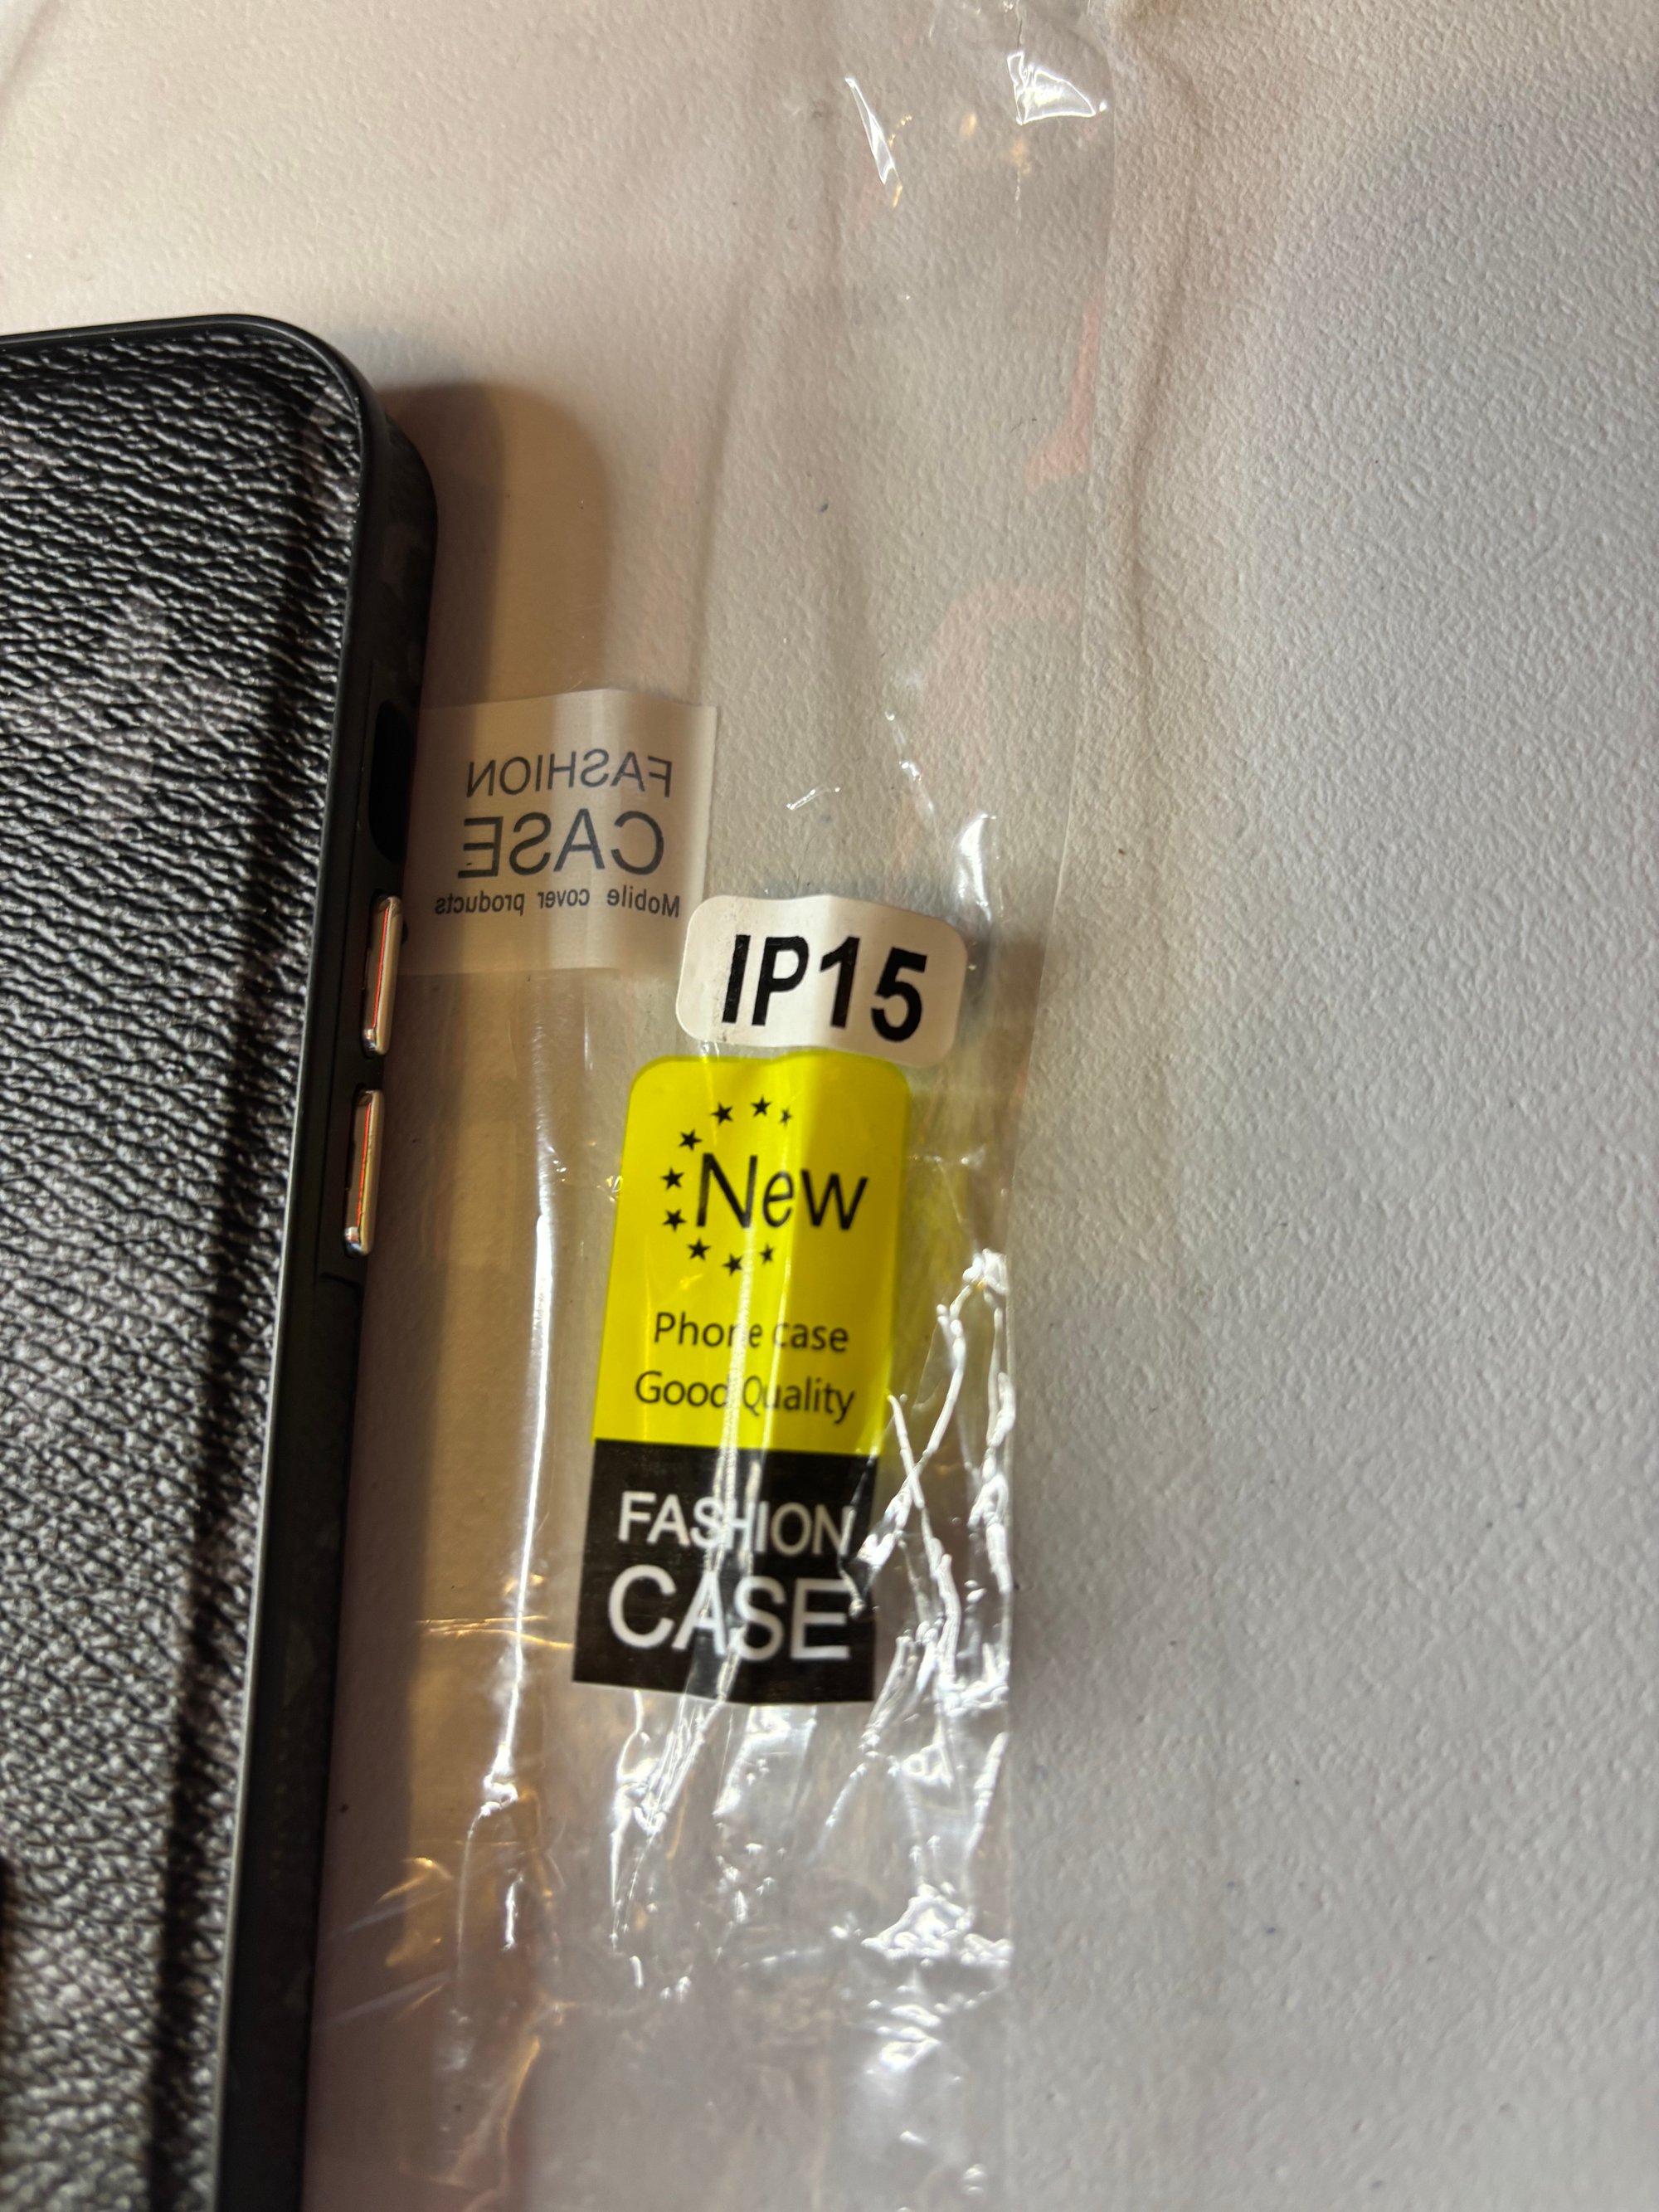 FASHION
CASE
Mobile cover products
IP15
New
Phone case
Good Quality
FASHION
CASE